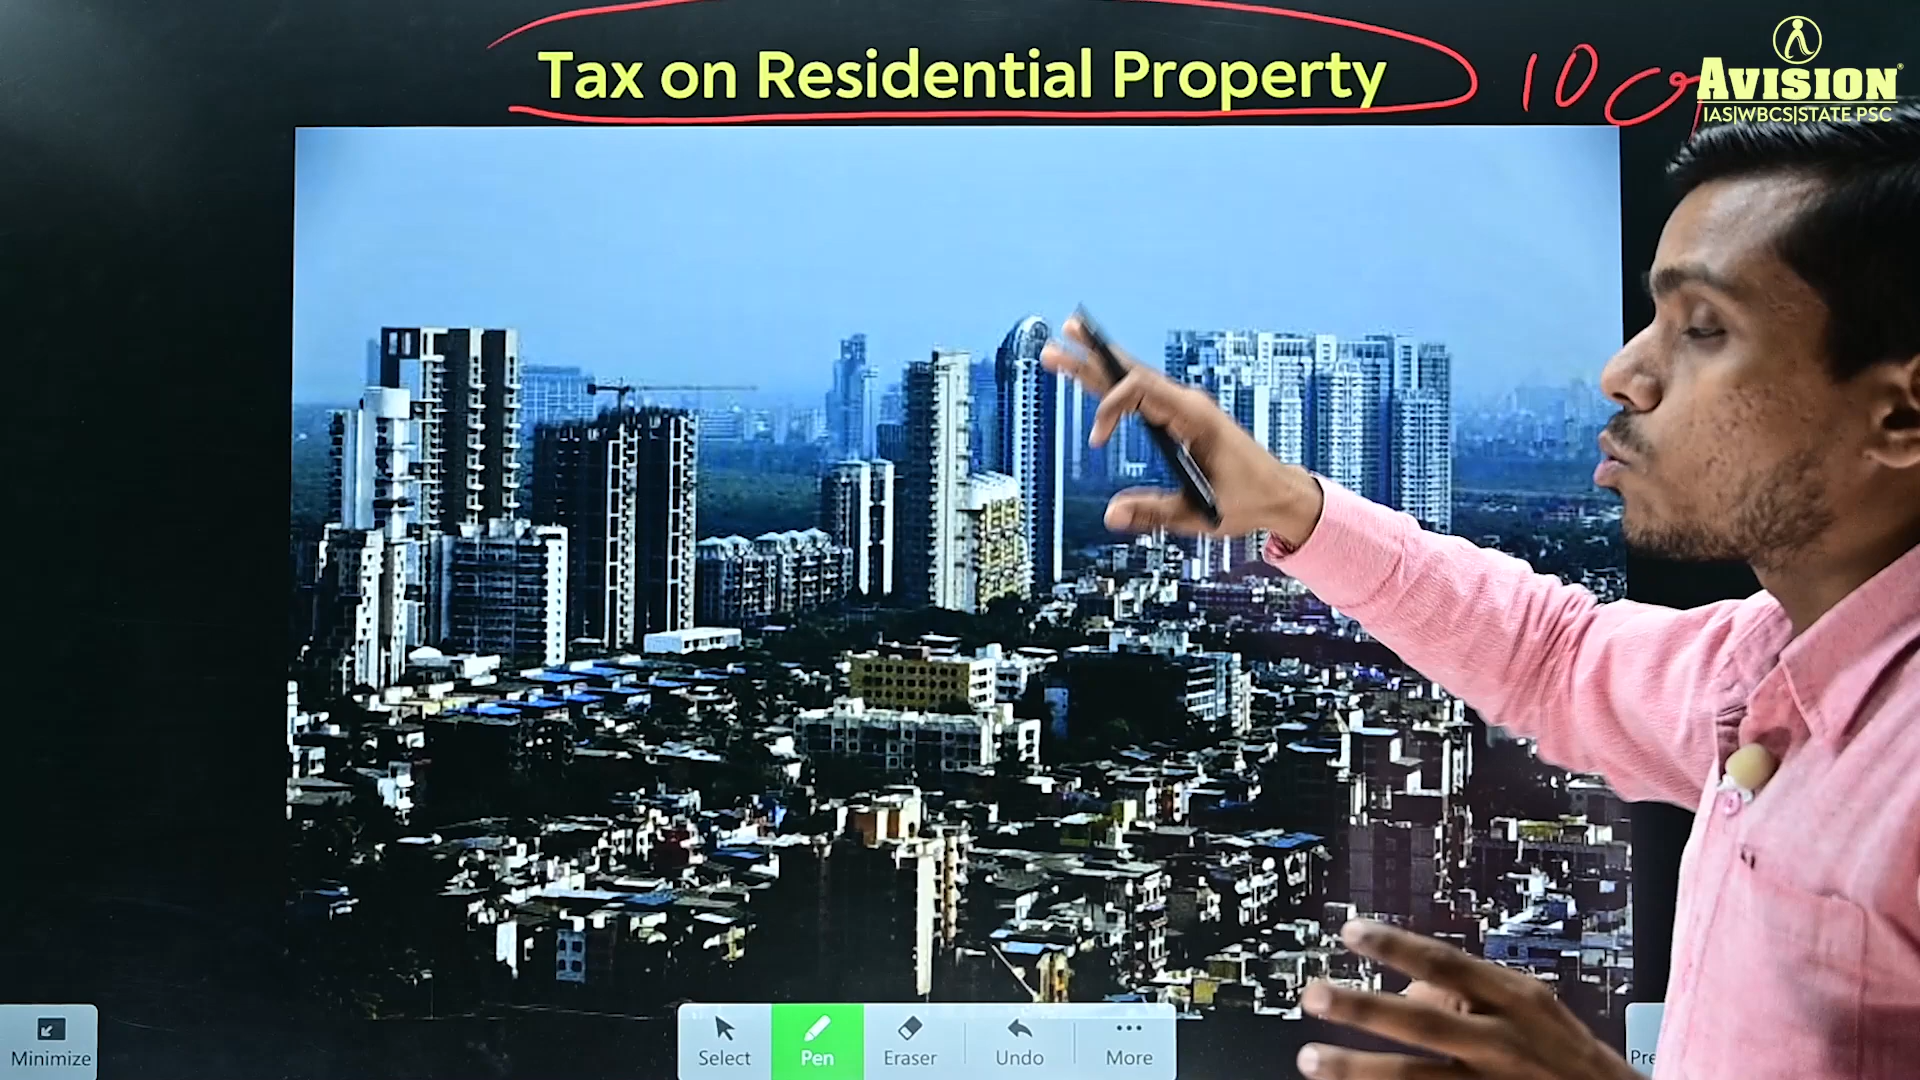 Tax on Residential Property
10
AVISION
IAS|WBCS|STATE PSC
Minimize
Select
Pen
Eraser
Undo
More
Pre